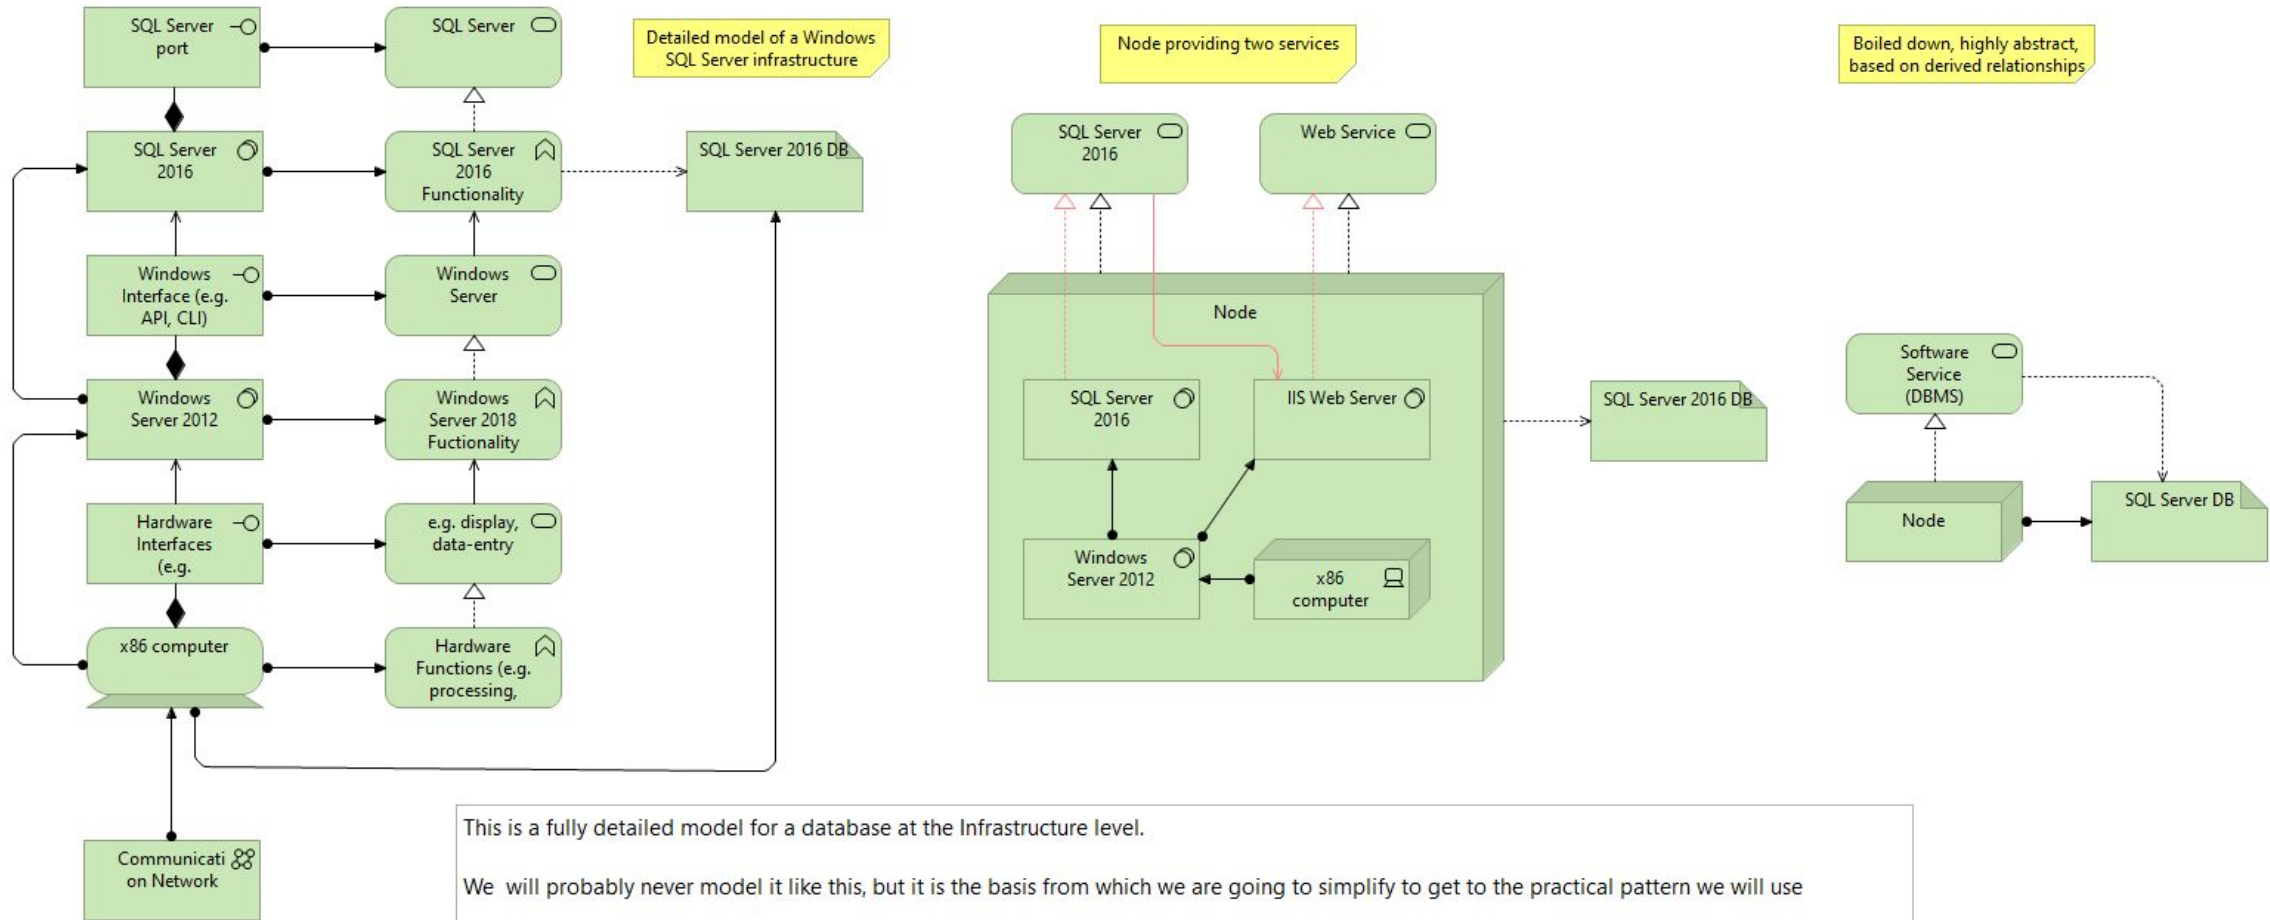 SQL Server
port
SQL Server
Detailed model of a Windows
SQL Server infrastructure
SQL Server
2016
SQL Server
2016
Functionality
SQL Server 2016 DB
Windows
Interface (e.g.
API, CLI)
Windows
Server
Windows
Server 2012
Windows
Server 2018
Fuctionality
Hardware
Interfaces
(e.g.
e.g. display,
data-entry
x86 computer
Hardware
Functions (e.g.
processing,
Communicati
on Network
Node providing two services
SQL Server
2016
Web Service
Node
SQL Server
2016
IIS Web Server
Windows
Server 2012
x86
computer
SQL Server 2016 DB
Boiled down, highly abstract,
based on derived relationships
Software
Service
(DBMS)
Node
SQL Server DB
This is a fully detailed model for a database at the Infrastructure level.
We will probably never model it like this, but it is the basis from which we are going to simplify to get to the practical pattern we will use